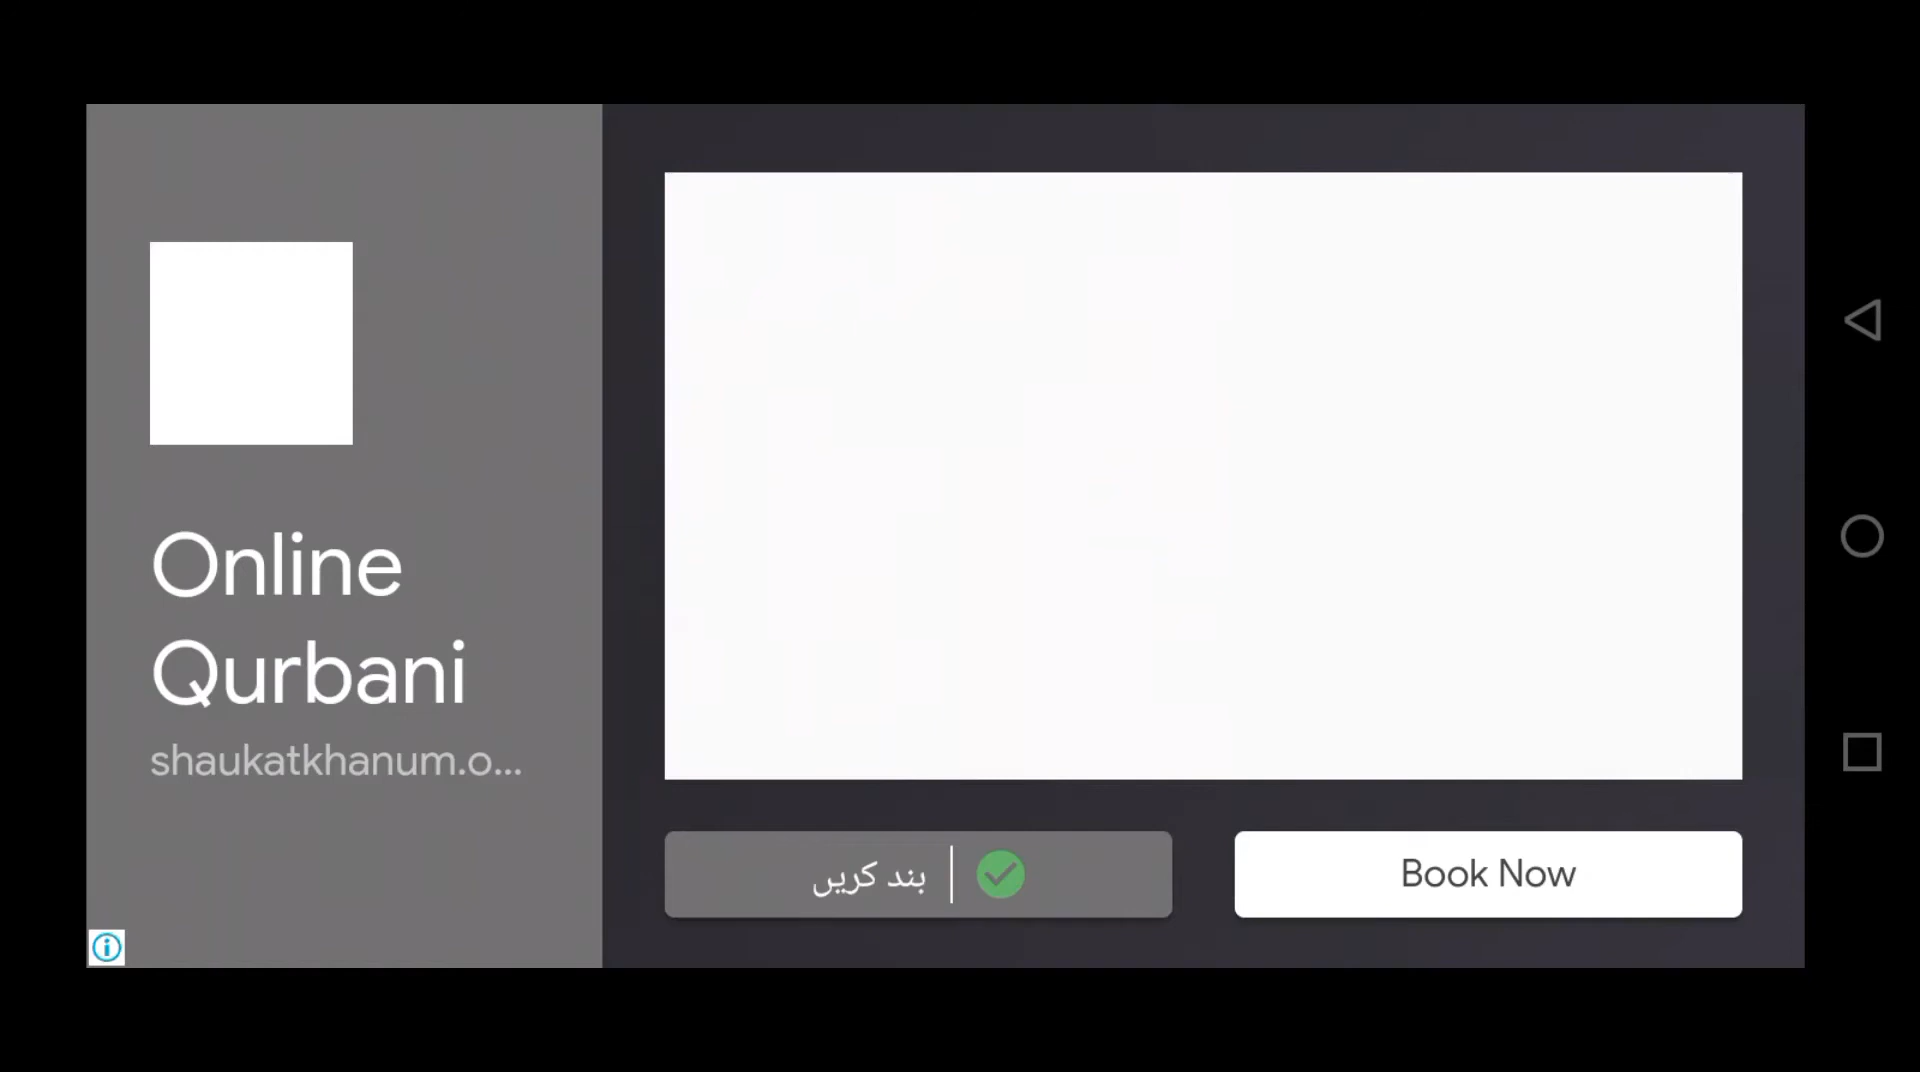 Online
Qurbani
shaukatkhanum.o...
بند کریں
Book Now